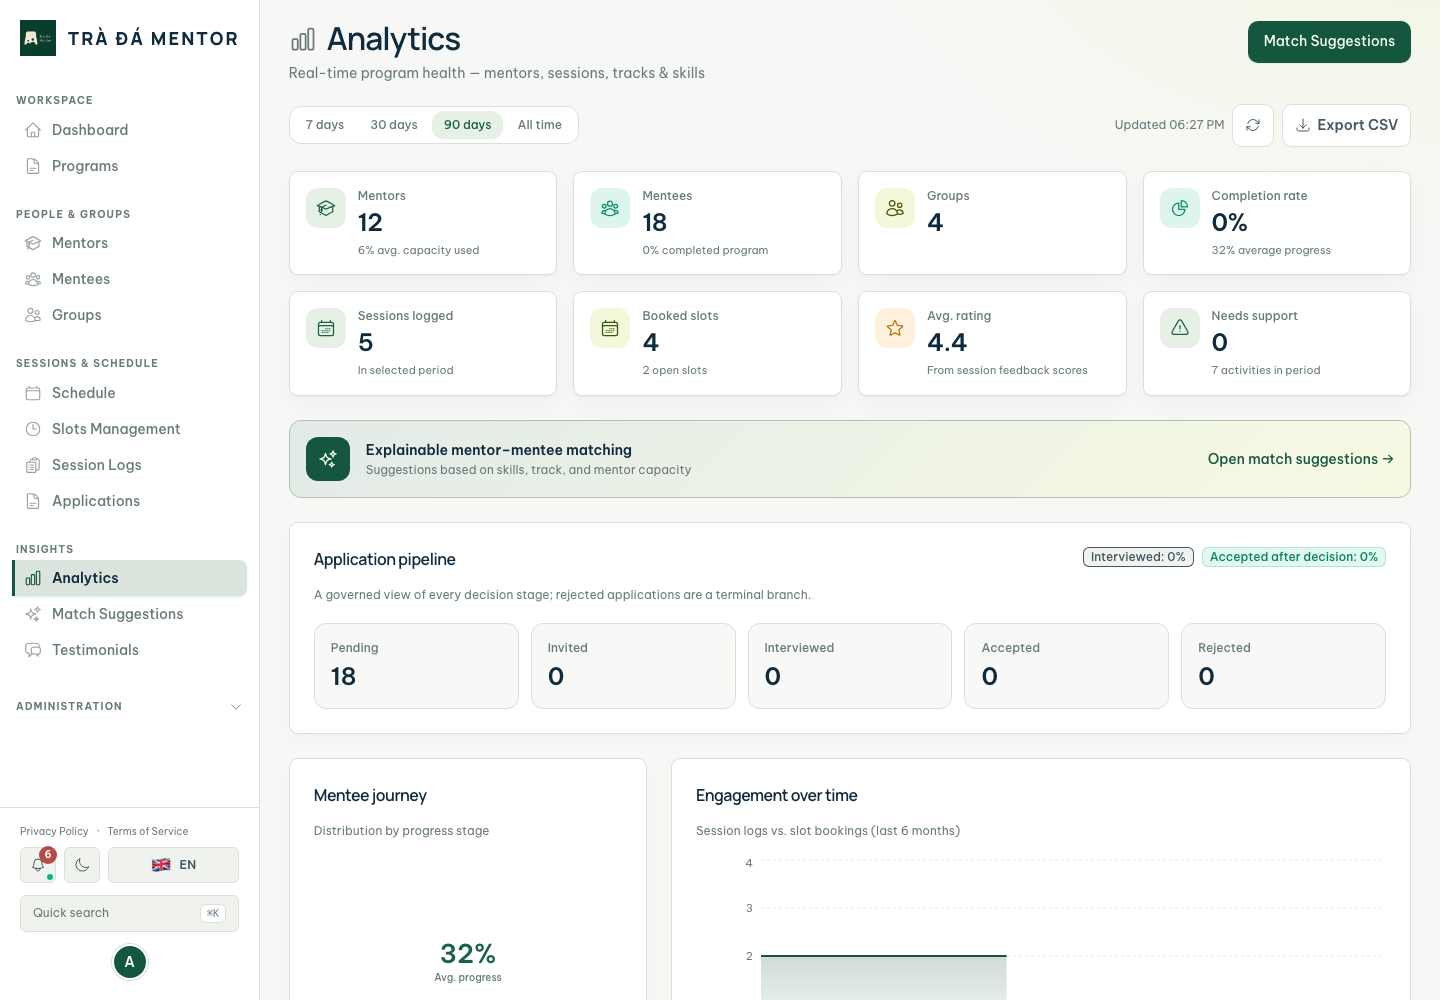 TRÀ ĐÁ MENTOR
WORKSPACE
Dashboard
Programs
PEOPLE & GROUPS
Mentors
Mentees
Groups
SESSIONS & SCHEDULE
Schedule
Slots Management
Session Logs
Applications
INSIGHTS
Analytics
Match Suggestions
Testimonials
ADMINISTRATION
Privacy Policy · Terms of Service
6
EN
Quick search ⌘K
A
Analytics
Real-time program health — mentors, sessions, tracks & skills
Match Suggestions
7 days 30 days 90 days All time
Updated 06:27 PM
Export CSV
Mentors
12
6% avg. capacity used
Mentees
18
0% completed program
Groups
4
Completion rate
0%
32% average progress
Sessions logged
5
In selected period
Booked slots
4
2 open slots
Avg. rating
4.4
From session feedback scores
Needs support
0
7 activities in period
Explainable mentor–mentee matching
Suggestions based on skills, track, and mentor capacity
Open match suggestions →
Application pipeline
Interviewed: 0%
Accepted after decision: 0%
A governed view of every decision stage; rejected applications are a terminal branch.
Pending
18
Invited
0
Interviewed
0
Accepted
0
Rejected
0
Mentee journey
Distribution by progress stage
32%
Avg. progress
Engagement over time
Session logs vs. slot bookings (last 6 months)
4
3
2